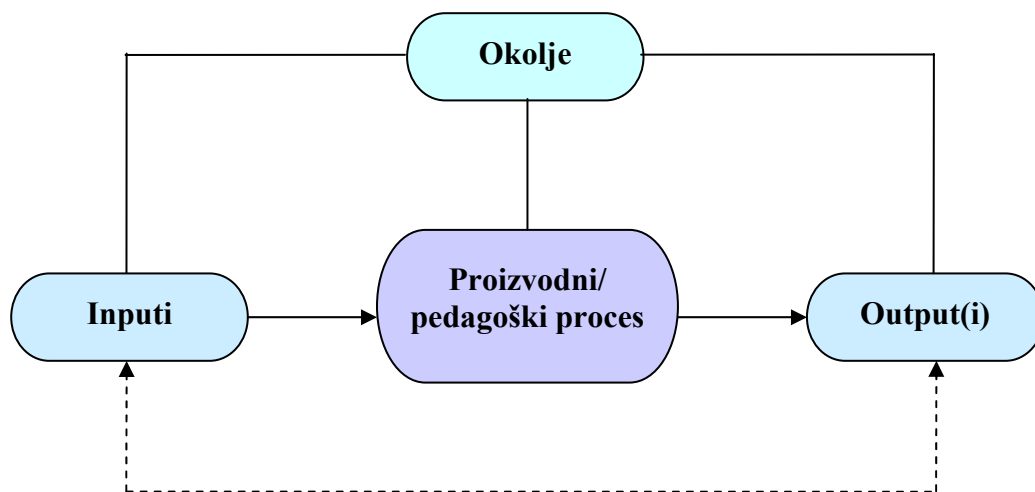 Okolje
Inputi
Proizvodni/
pedagoški proces
Output(i)